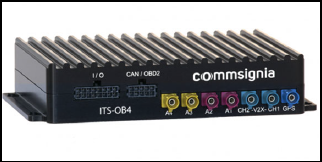 commsignia
I/O CAN / OBD2
ITS-OB4
A4 A3 A2 A1 CH2 -V2X- CH1 GPS